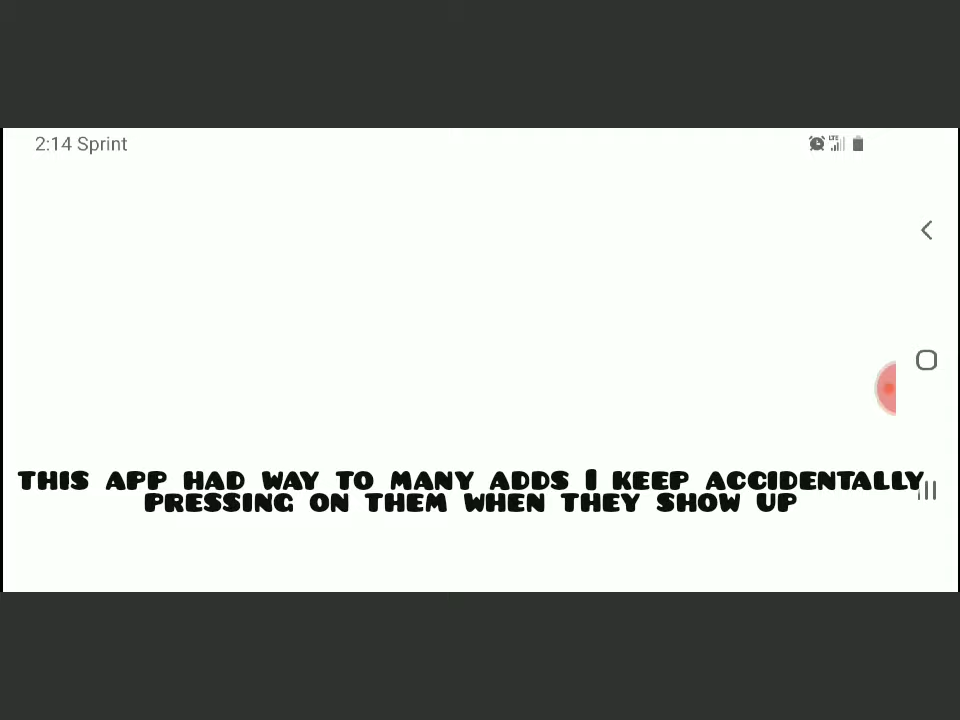 2:14 Sprint
LTE
THIS APP HAD WAY TO MANY ADDS I KEEP ACCIDENTALLY
PRESSING ON THEM WHEN THEY SHOW UP